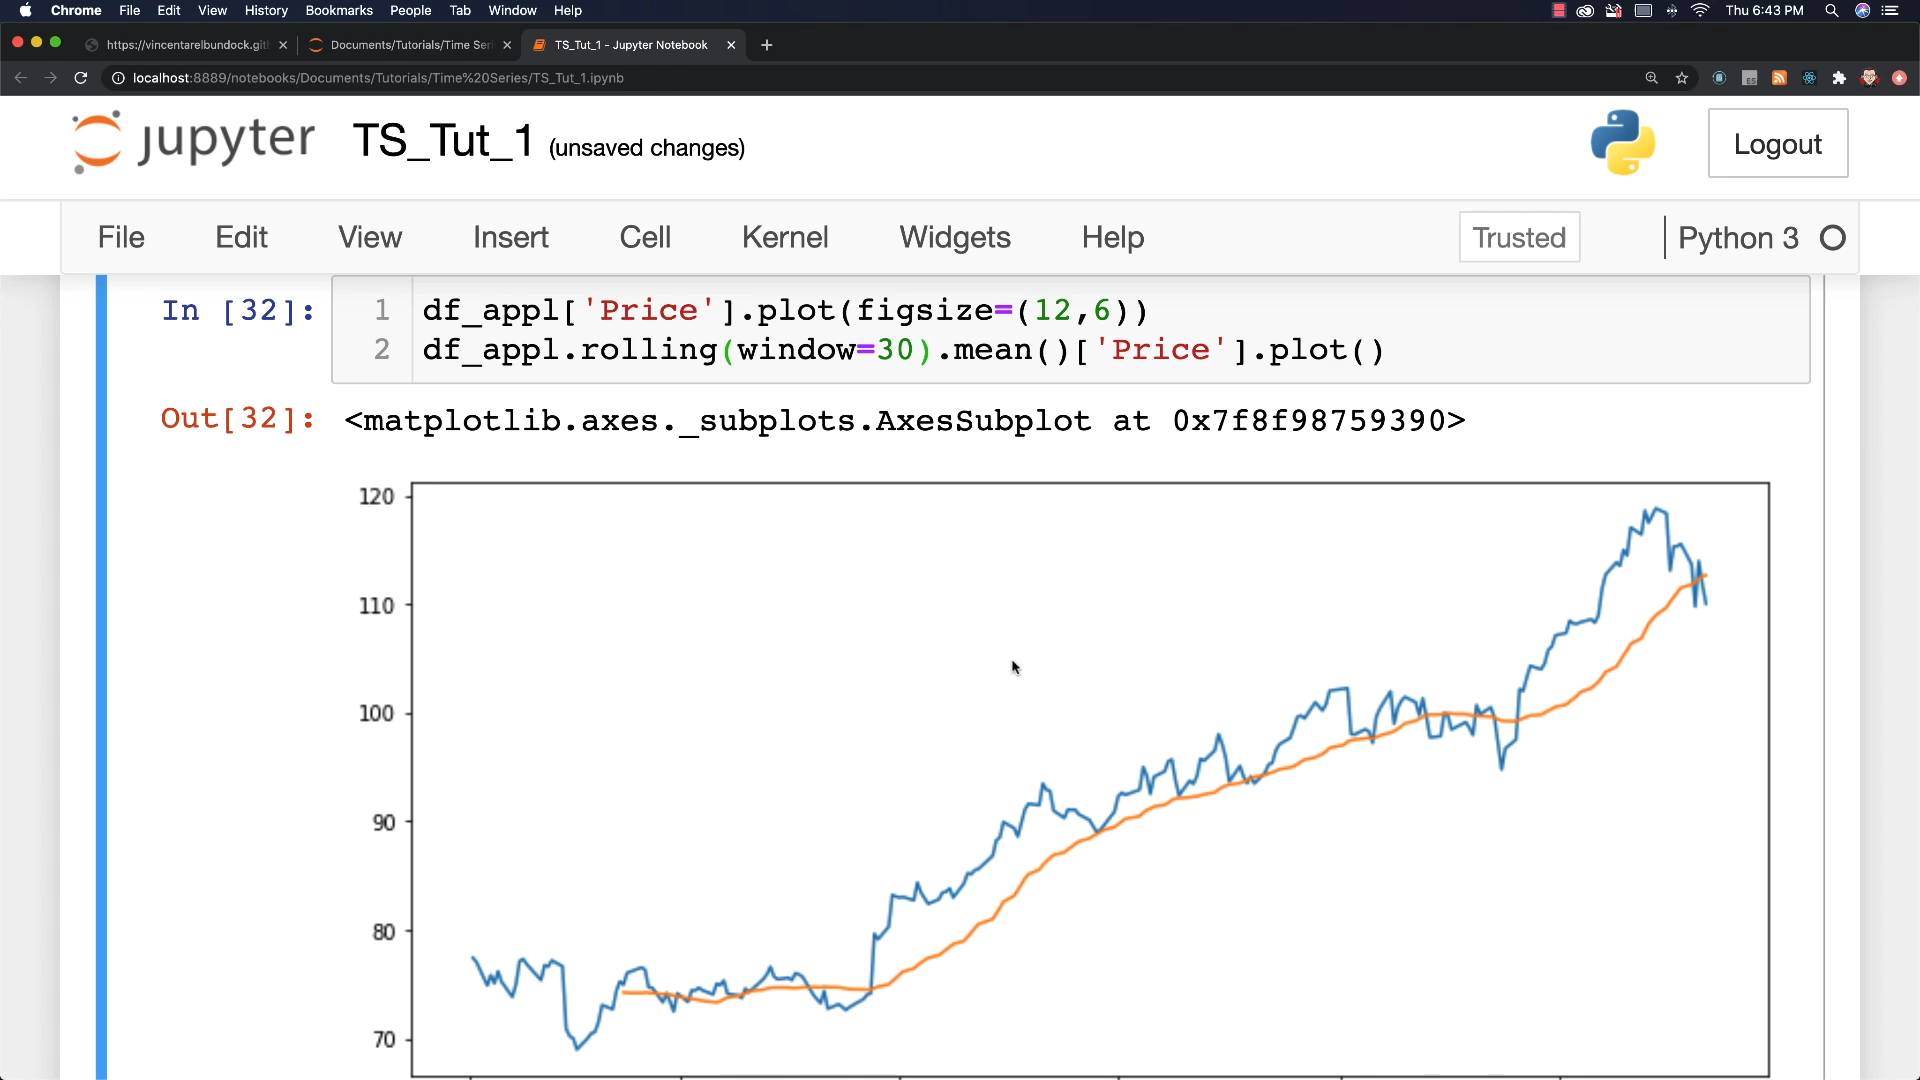 Chrome File Edit View History Bookmarks People Tab Window Help Thu 6:43 PM
https://vincentarelbundock.gitl Documents/Tutorials/Time Seri TS_Tut_1 - Jupyter Notebook
localhost:8889/notebooks/Documents/Tutorials/Time%20Series/TS_Tut_1.ipynb
jupyter TS_Tut_1 (unsaved changes) Logout
File Edit View Insert Cell Kernel Widgets Help Trusted Python 3
In [32]: 1 df_appl['Price'].plot(figsize=(12,6))
2 df_appl.rolling(window=30).mean()['Price'].plot()
Out[32]: <matplotlib.axes._subplots.AxesSubplot at 0x7f8f98759390>
120
110
100
90
80
70